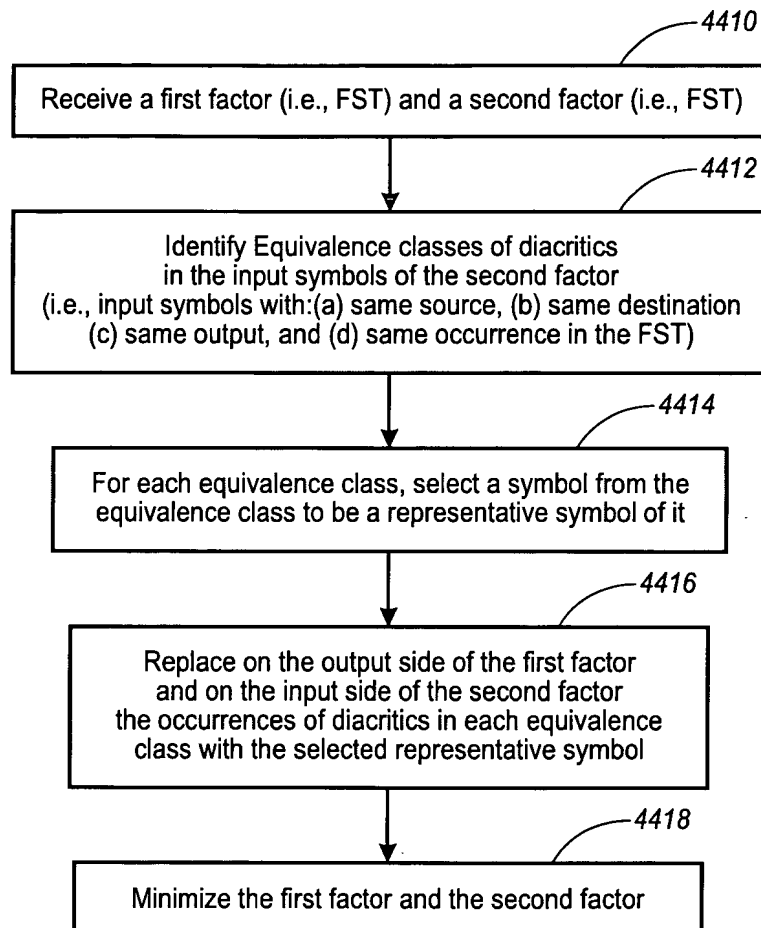 4410
Receive a first factor (i.e., FST) and a second factor (i.e., FST)
4412
Identify Equivalence classes of diacritics
in the input symbols of the second factor
(i.e., input symbols with:(a) same source, (b) same destination
(c) same output, and (d) same occurrence in the FST)
4414
For each equivalence class, select a symbol from the
equivalence class to be a representative symbol of it
4416
Replace on the output side of the first factor
and on the input side of the second factor
the occurrences of diacritics in each equivalence
class with the selected representative symbol
4418
Minimize the first factor and the second factor